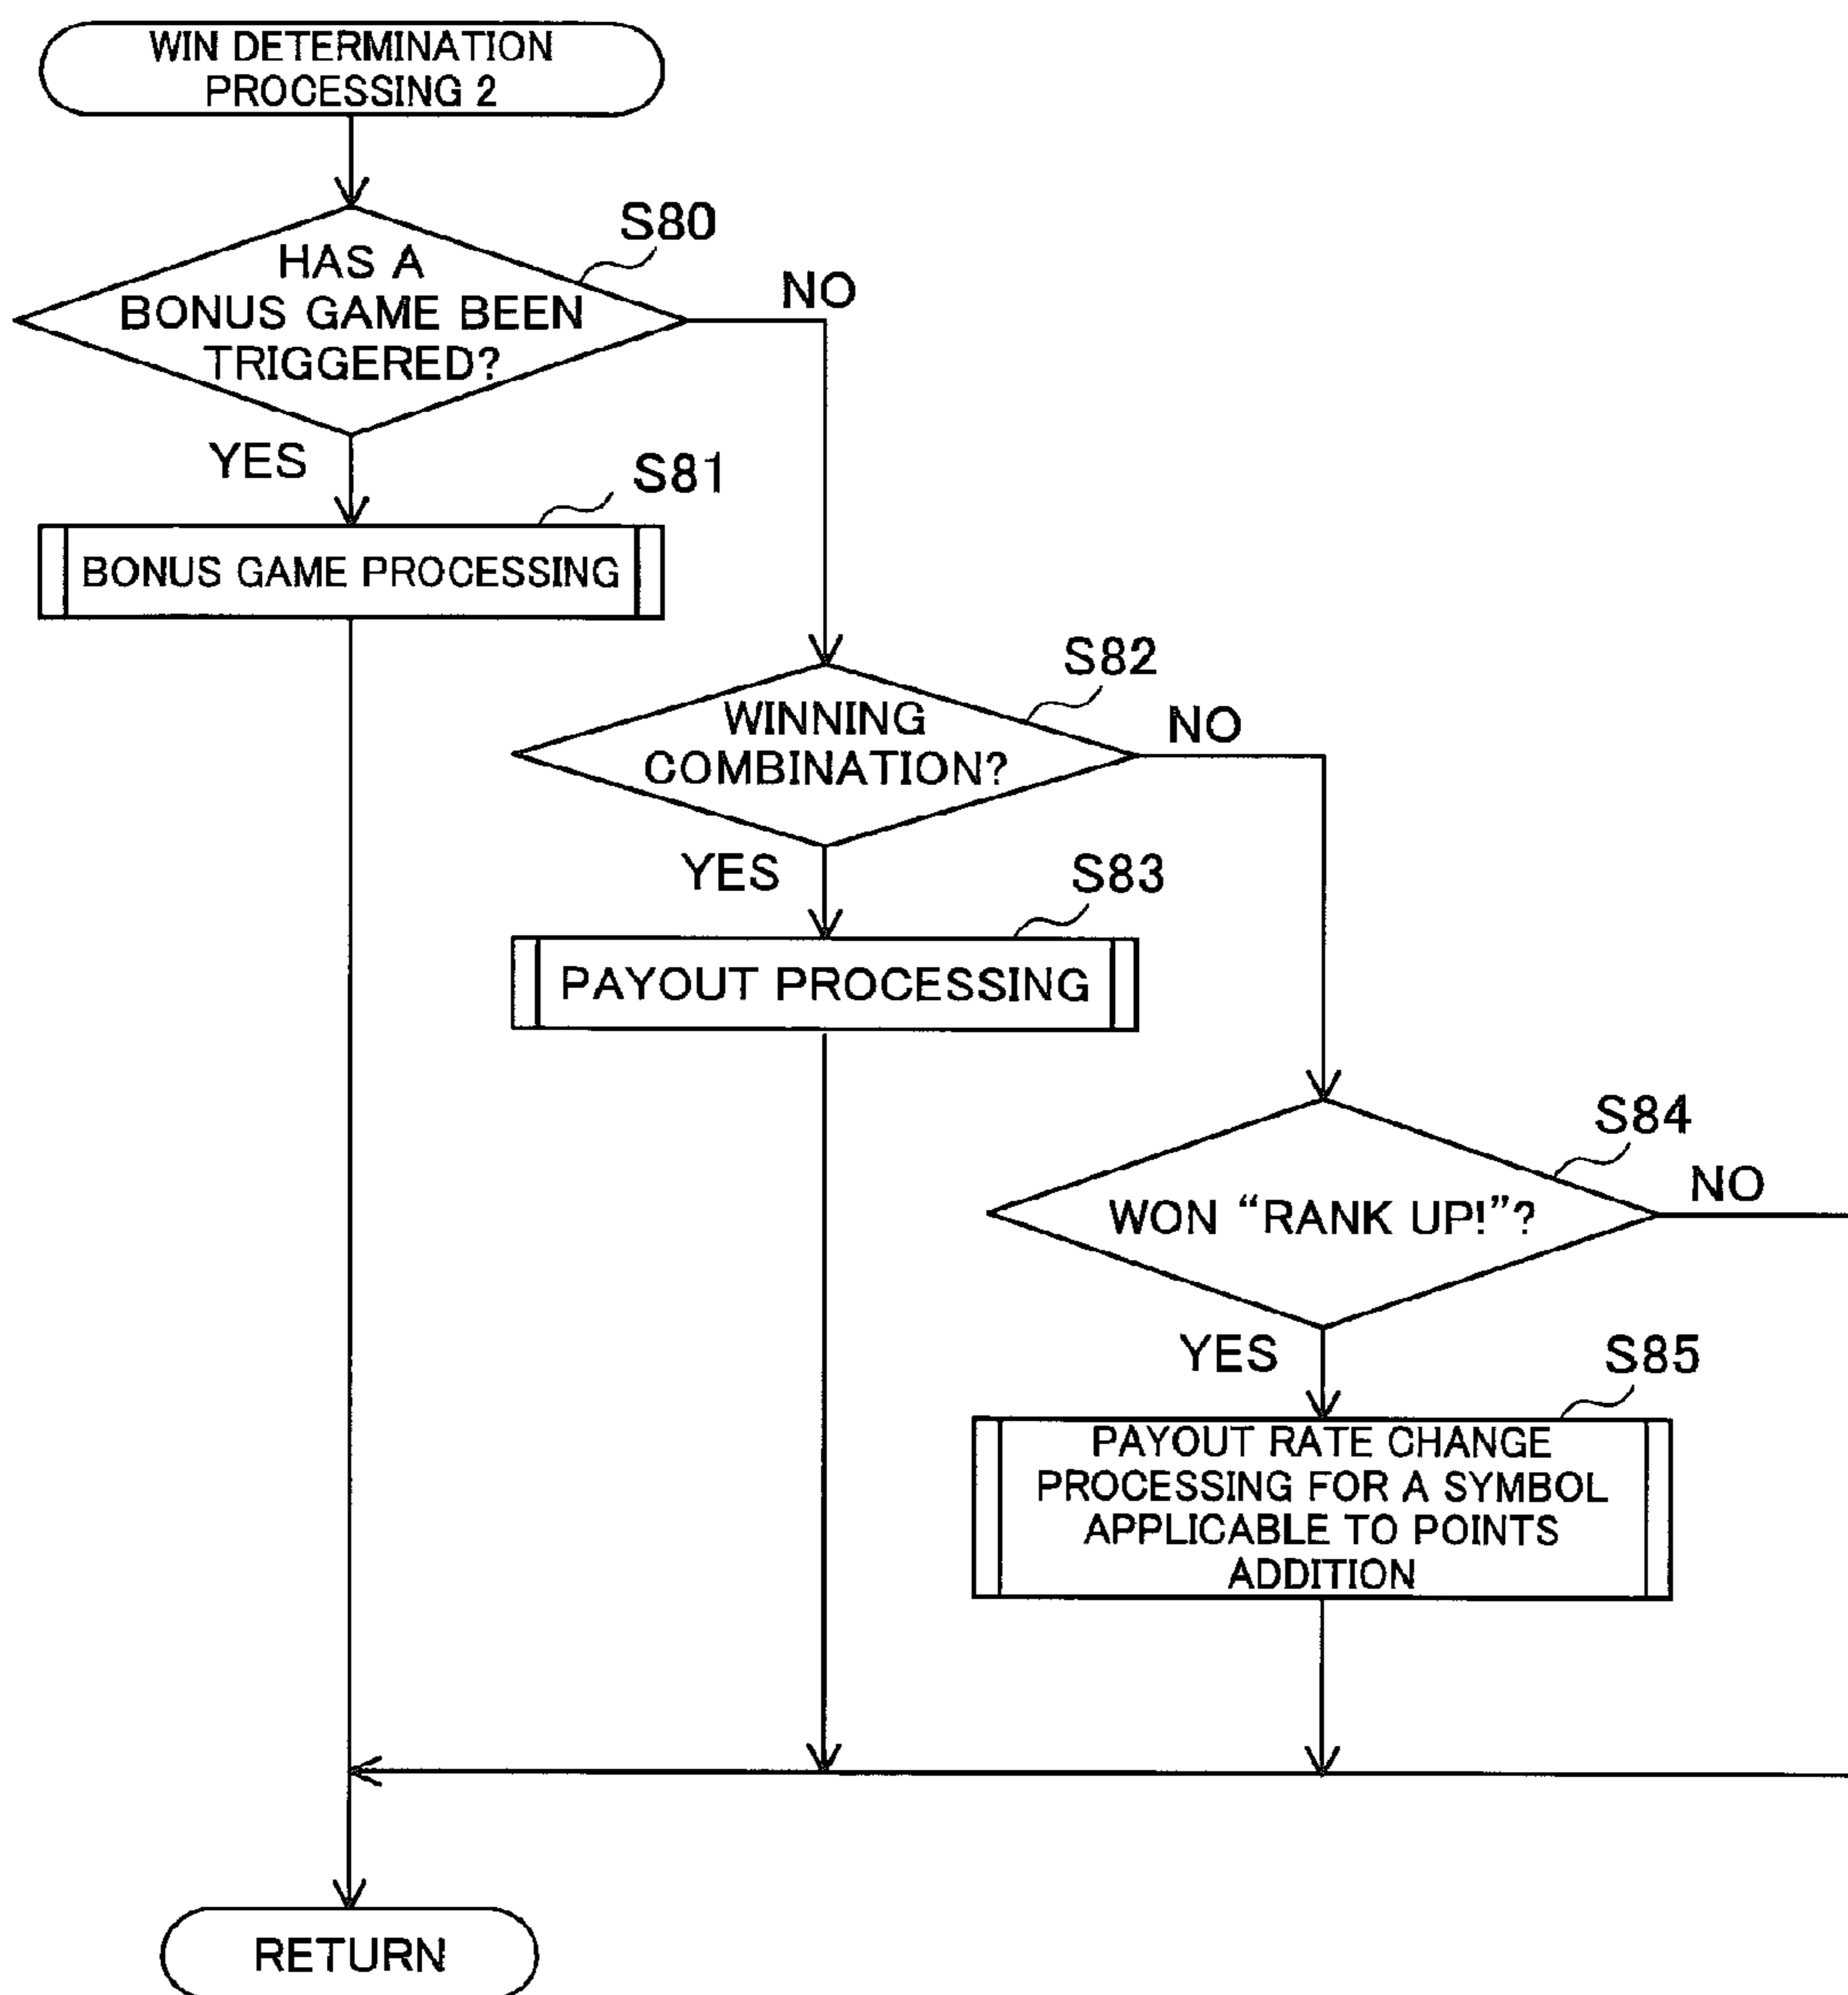 WIN DETERMINATION
PROCESSING 2
S80
HAS A
BONUS GAME BEEN
TRIGGERED?
NO
YES
S81
BONUS GAME PROCESSING
S82
WINNING
COMBINATION?
NO
YES
S83
PAYOUT PROCESSING
S84
WON “RANK UP!”?
NO
YES
S85
PAYOUT RATE CHANGE
PROCESSING FOR A SYMBOL
APPLICABLE TO POINTS
ADDITION
RETURN